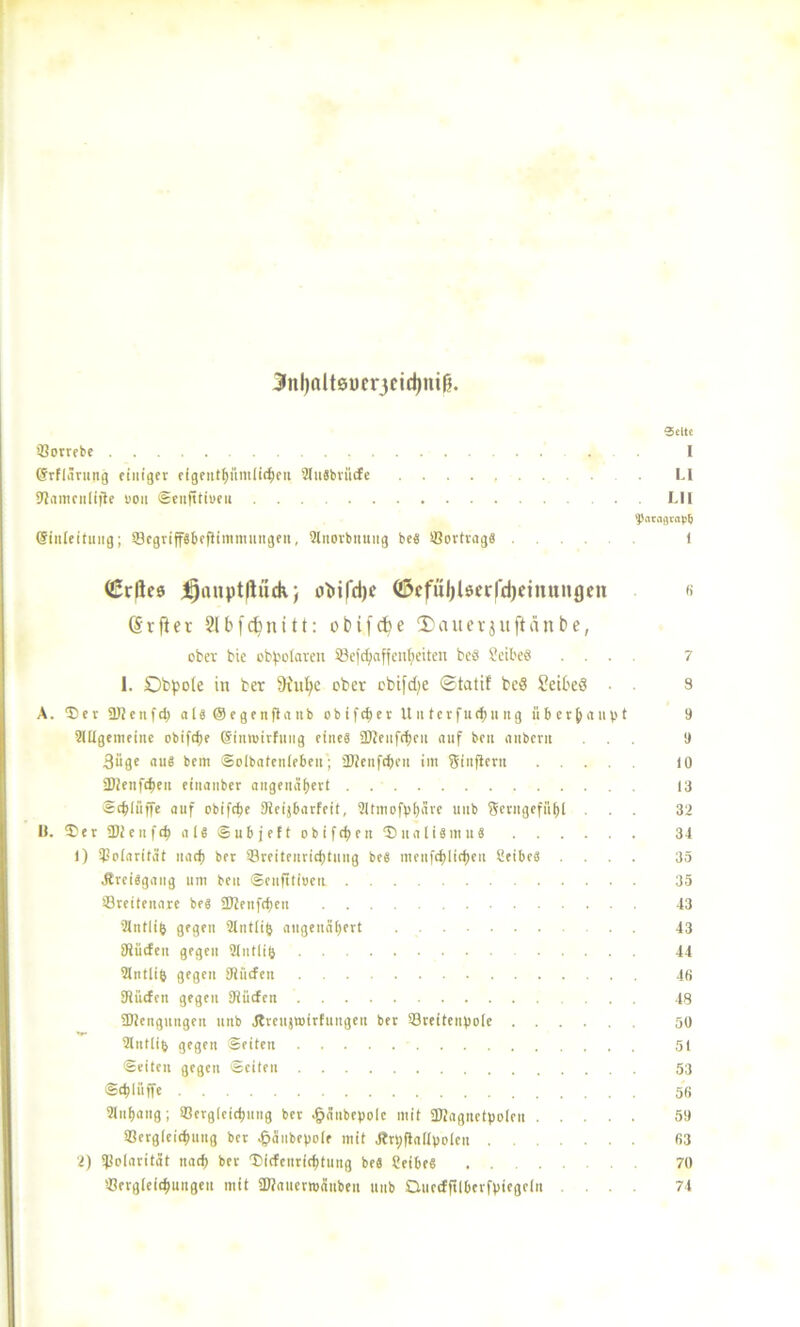 Inhaltsverzeichniß.
Seite
Vorrede . . . . I
Erklärung einiger eigenthümlichen Ausdrücke . . . . LI
Namenliste von Sensitiven . . . . LII
Paragraph
Einleitung; Begriffsbestimmungen, Anordnung des Vortrags . . . . 1
Erstes Hauptstück; odische Gefühlserscheinungen 6
Erster Abschnitt: odische Dauerzustände,
oder die odpolaren Beschaffenheiten des Leibes . . . . 7
I. Odpole in der Ruhe oder odische Statik des Leibes . . 8
A. Der Mensch als Gegenstand odischer Untersuchung überhaupt 9
Allgemeine odische Einwirkung eines Menschen auf den andern . . . 9
Züge aus dem Soldatenleben; Menschen im Finstern . . . . . 10
Menschen einander angenähert . . . . 13
Schlüsse auf odische Reizbarkeit, Atmosphäre und Ferngefühl . . . 32
B. Der Mensch als Subjekt odischen Dualismus . . . . . . 34
1) Polarität nach der Breitenrichtung des menschlichen Leibes . . . . 35
Kreisgang um den Sensitiven . . . . 35
Breitenare des Menschen . . . . 43
Antlitz gegen Antlitz angenähert . . . . 43
Rücken gegen Antlitz . . . . 44
Antlitz gegen Rücken . . . . 46
Rücken gegen Rücken . . . . 48
Mengungen und Kreuzwirkungen der Breitenpole . . . . . . 50
Antlitz gegen Seiten . . . . 51
Seiten gegen Seiten . . . . 53
Schlüsse . . . . 56
Anhang; Vergleichung der Händepole mit Magnetpolen . . . . . 59
Vergleichung der Händepole mit Krystallpolen . . . . 63
2) Polarität nach der Dickenrichtung des Leibes . . . . 70
Vergleichungen mit Mauerwänden und Quecksilberspiegeln . . . . 74